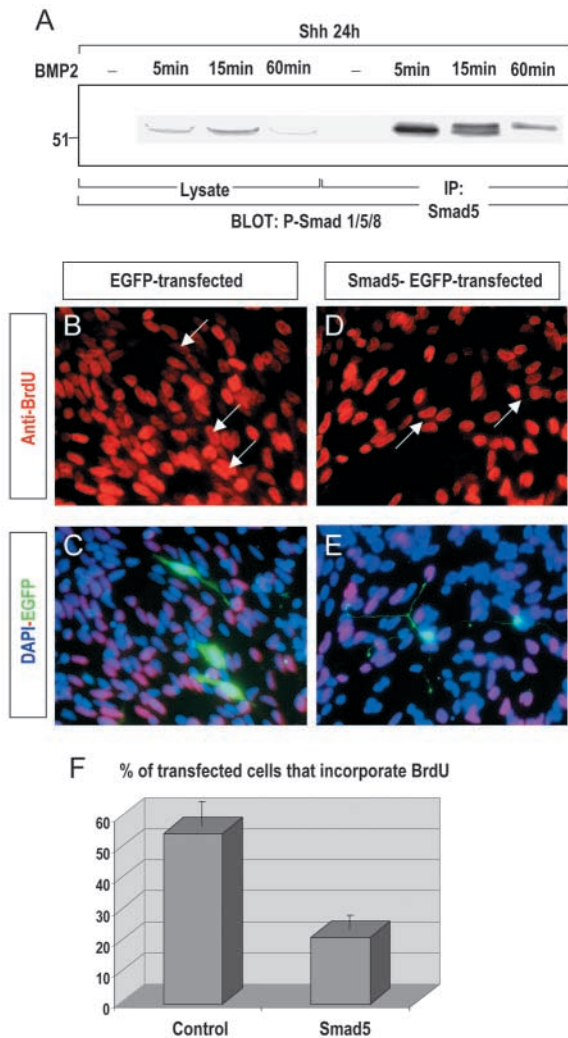 A
Shh 24h
BMP2 – 5min 15min 60min – 5min 15min 60min
51
Lysate IP:
Smad5
BLOT: P-Smad 1/5/8
EGFP-transfected Smad5- EGFP-transfected
Anti-BrdU
B D
DAPI-EGFP
C E
F % of transfected cells that incorporate BrdU
60
50
40
30
20
10
0
Control Smad5